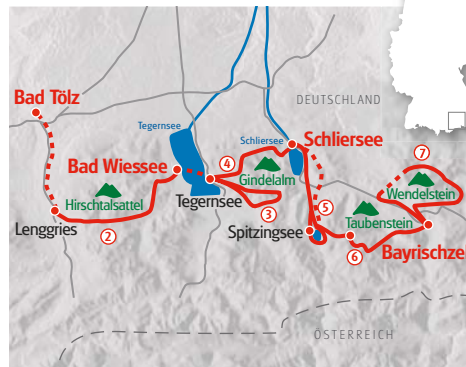 DEUTSCHLAND
Bad Tölz
Tegernsee
Schliersee
Schliersee
Bad Wiessee
4
Gindelalm
7
Wendelstein
Hirschtalsattel
Tegernsee
3
5
Taubenstein
Lenggries
2
Spitzingsee
6
Bayrischze
ÖSTERREICH